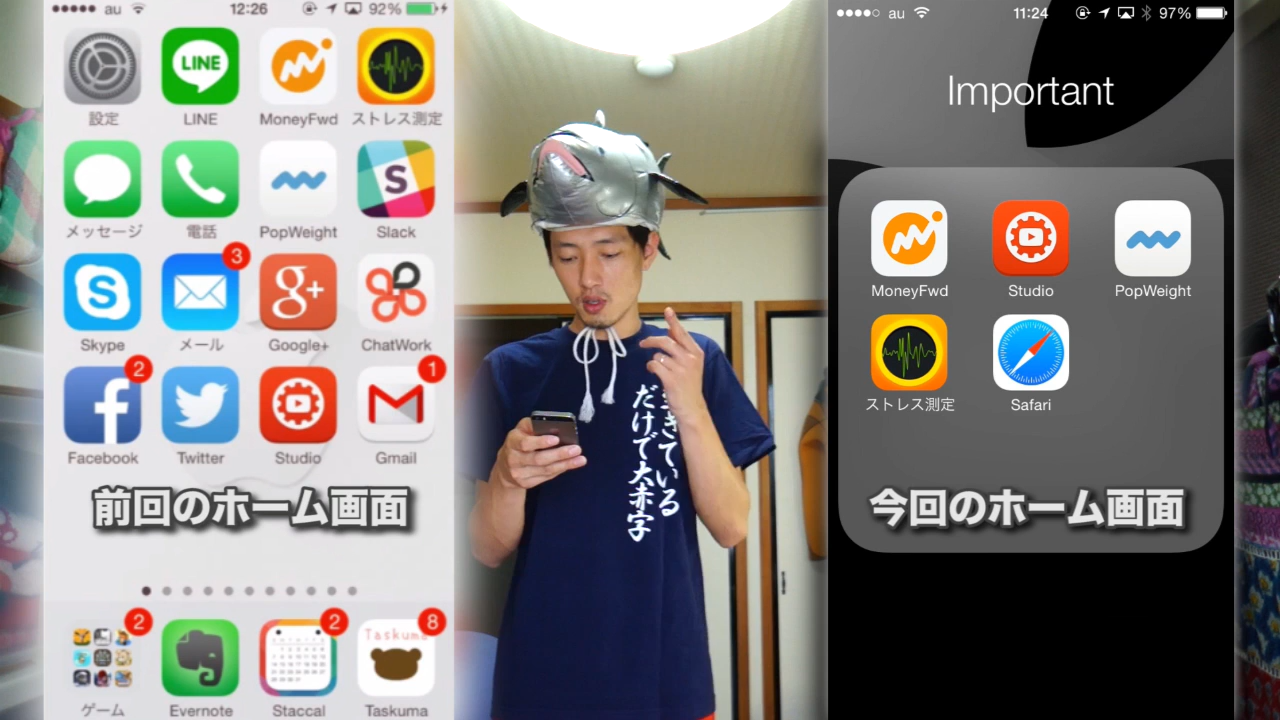 au 12:26 92%
LINE
設定 LINE MoneyFwd ストレス測定
S
メッセージ 電話 PopWeight Slack
S 3 g+
Skype メール Google+ ChatWork
2 f 1
Facebook Twitter Studio Gmail
前回のホーム画面
2 2 Taskuma 8
ゲーム Evernote Staccal Taskuma
生きている
だけで大赤字
au 11:24 97%
Important
MoneyFwd Studio PopWeight
ストレス測定 Safari
今回のホーム画面